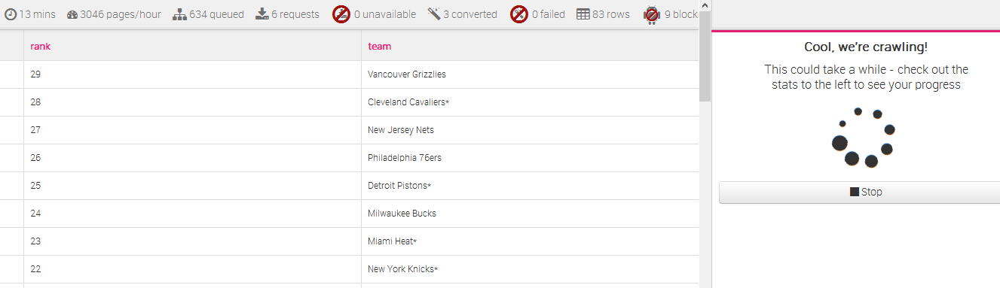 13 mins 3046 pages/hour 634 queued 6 requests 0 unavailable 3 converted 0 failed 83 rows 9 block
rank team
29 Vancouver Grizzlies
28 Cleveland Cavaliers*
27 New Jersey Nets
26 Philadelphia 76ers
25 Detroit Pistons*
24 Milwaukee Bucks
23 Miami Heat*
22 New York Knicks*
Cool, we're crawling!
This could take a while - check out the
stats to the left to see your progress
Stop